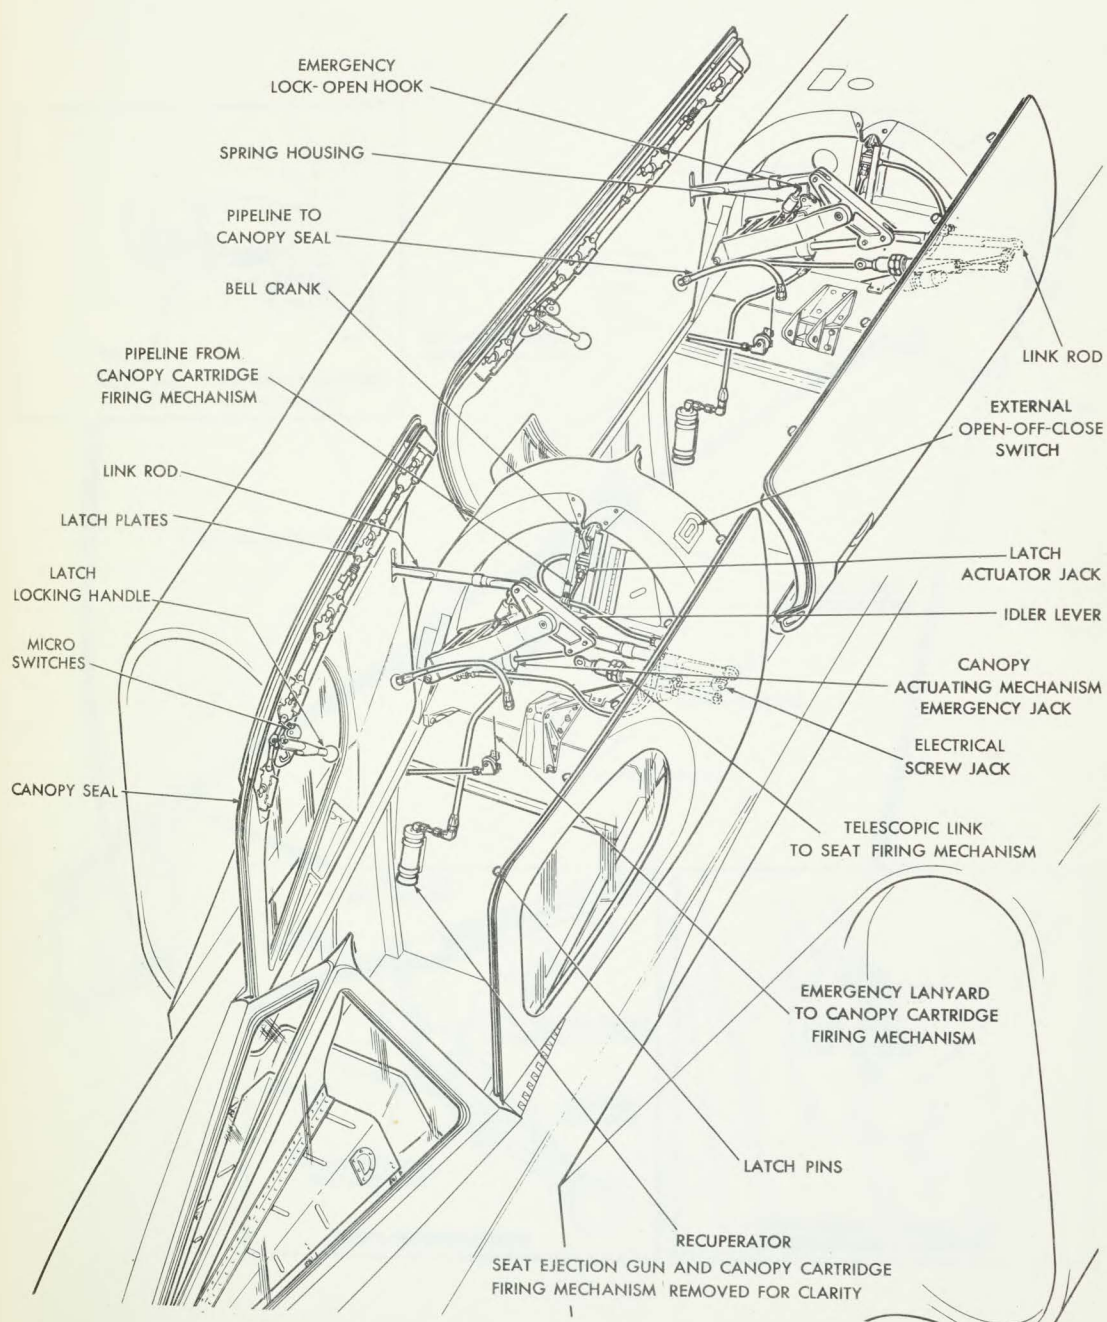 EMERGENCY
LOCK-OPEN HOOK
SPRING HOUSING
PIPELINE TO
CANOPY SEAL
BELL CRANK
PIPELINE FROM
CANOPY CARTRIDGE
FIRING MECHANISM
LINK ROD
LATCH PLATES
LATCH
LOCKING HANDLE
MICRO
SWITCHES
CANOPY SEAL
LINK ROD
EXTERNAL
OPEN-OFF-CLOSE
SWITCH
LATCH
ACTUATOR JACK
IDLER LEVER
CANOPY
ACTUATING MECHANISM
EMERGENCY JACK
ELECTRICAL
SCREW JACK
TELESCOPIC LINK
TO SEAT FIRING MECHANISM
EMERGENCY LANYARD
TO CANOPY CARTRIDGE
FIRING MECHANISM
LATCH PINS
RECUPERATOR
SEAT EJECTION GUN AND CANOPY CARTRIDGE
FIRING MECHANISM REMOVED FOR CLARITY